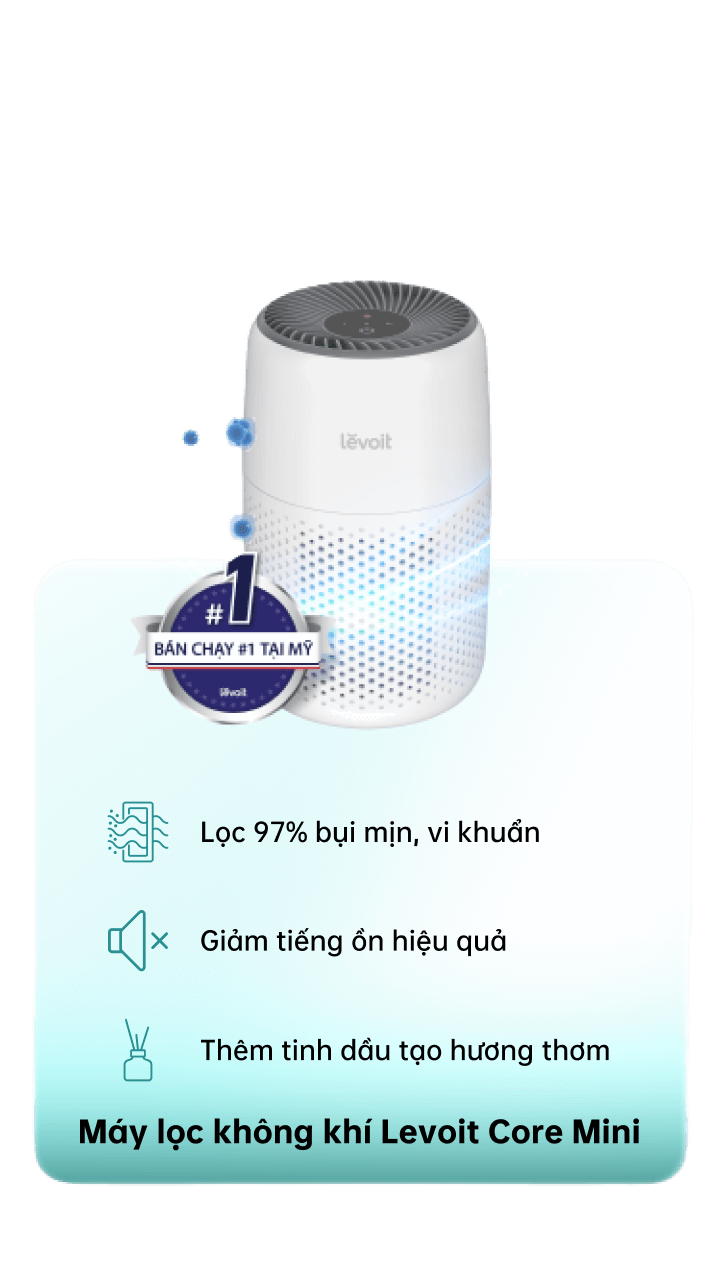 levoit
#1
BÁN CHẠY #1 TẠI MỸ
levoit
Lọc 97% bụi mịn, vi khuẩn
Giảm tiếng ồn hiệu quả
Thêm tinh dầu tạo hương thơm
Máy lọc không khí Levoit Core Mini